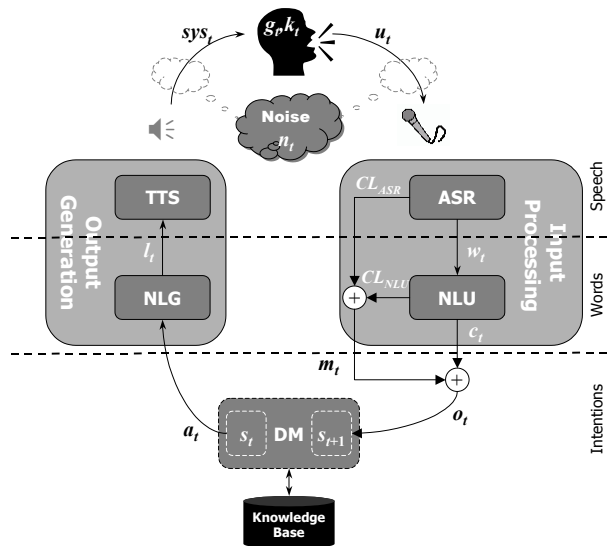 sys_t
g_t, k_t
u_t
Noise
n_t
Speech
Words
Intentions
Output
Generation
TTS
l_t
NLG
CL_ASR
ASR
w_t
CL_NLU
+
NLU
c_t
Input
Processing
m_t
+
o_t
a_t
s_t
DM
s_{t+1}
Knowledge
Base